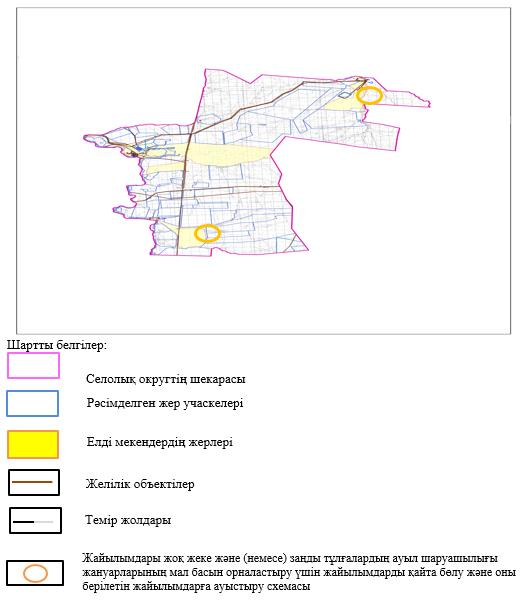 Шартты белгілер:
Селолық округтің шекарасы
Рәсімделген жер учаскелері
Елді мекендердің жерлері
Желілік объектілер
Темір жолдары
Жайылымдары жоқ жеке және (немесе) заңды тұлғалардың ауыл шаруашылығы
жануарларының мал басын орналастыру үшін жайылымдарды қайта бөлу және оны
берілетін жайылымдарға ауыстыру схемасы